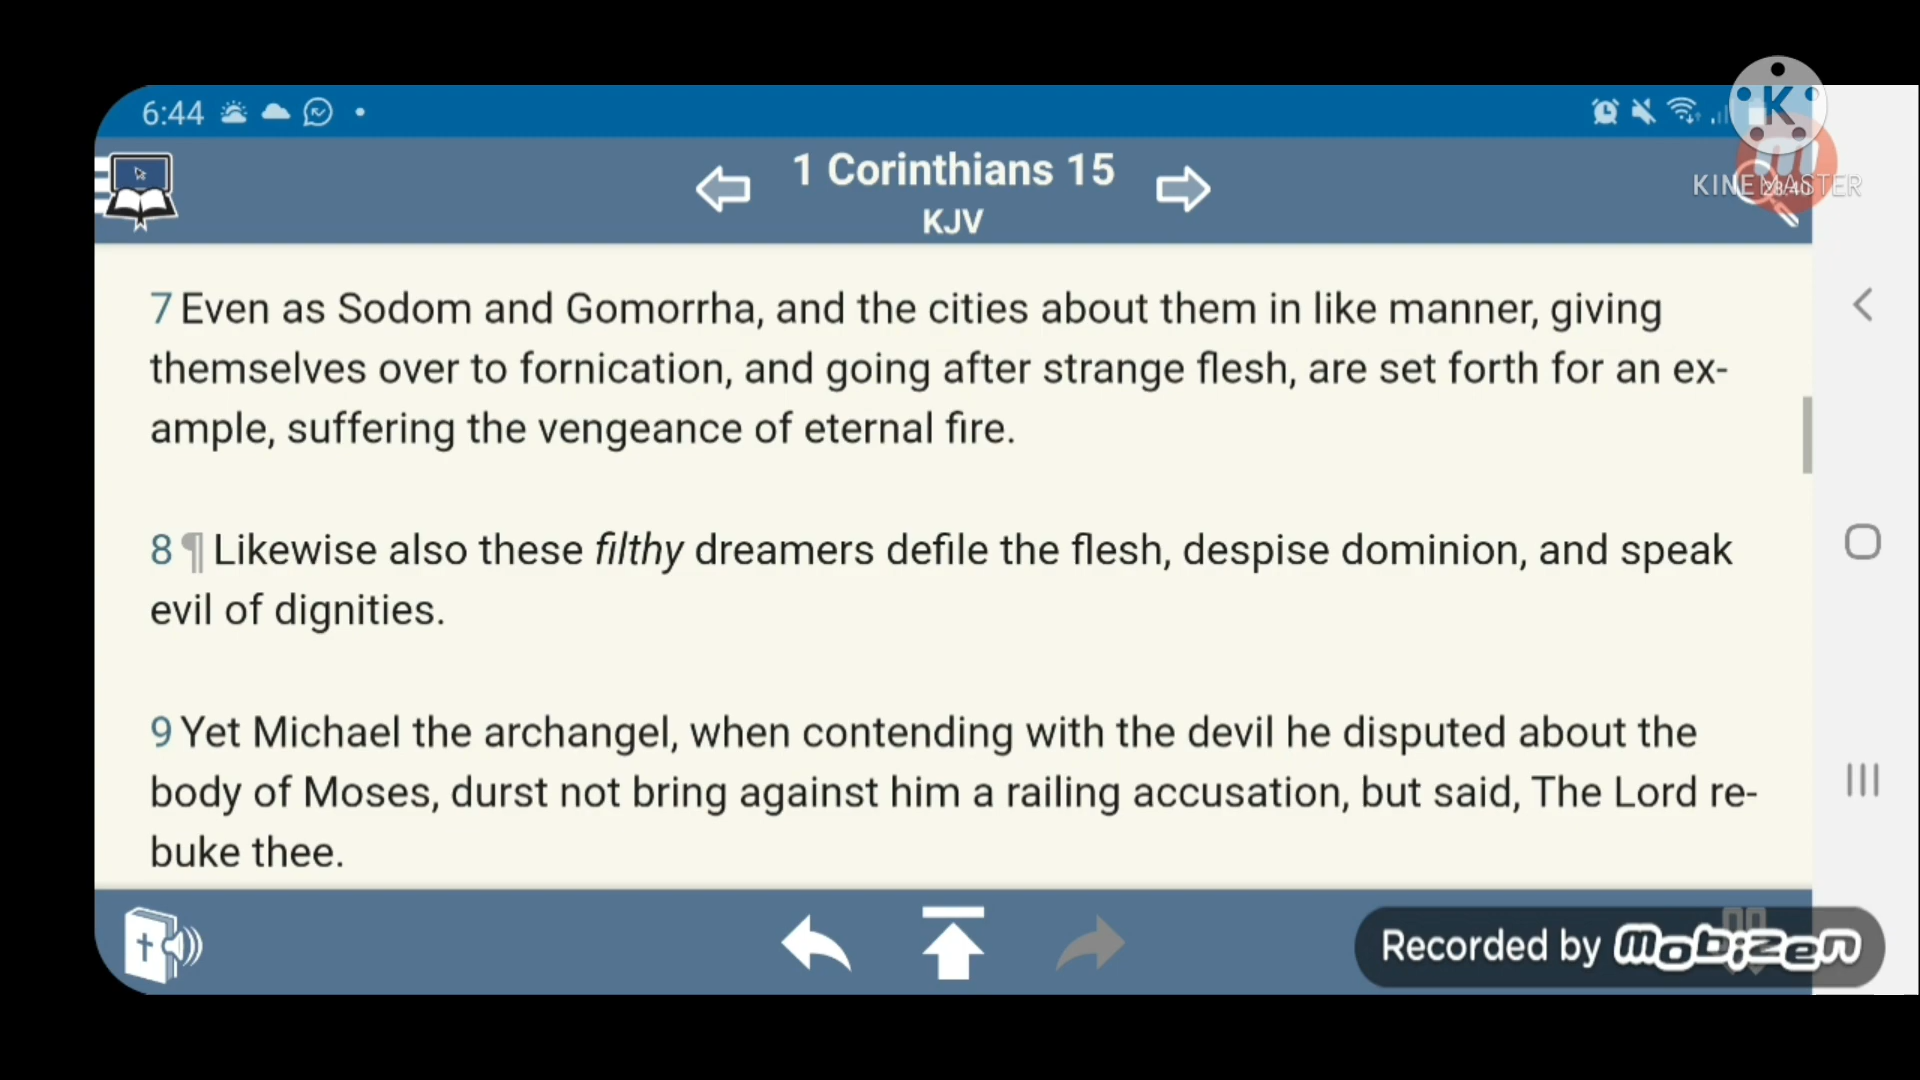 6:44
1 Corinthians 15
KJV
KINEMASTER
28:40
7 Even as Sodom and Gomorrha, and the cities about them in like manner, giving
themselves over to fornication, and going after strange flesh, are set forth for an ex-
ample, suffering the vengeance of eternal fire.
8 ¶ Likewise also these filthy dreamers defile the flesh, despise dominion, and speak
evil of dignities.
9 Yet Michael the archangel, when contending with the devil he disputed about the
body of Moses, durst not bring against him a railing accusation, but said, The Lord re-
buke thee.
Recorded by mobizen